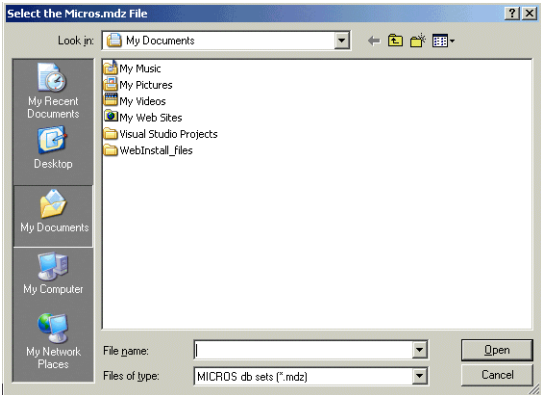 Select the Micros.mdz File
Look in:
My Documents
My Recent
Documents
Desktop
My Documents
My Computer
My Network
Places
My Music
My Pictures
My Videos
My Web Sites
Visual Studio Projects
WebInstall_files
File name:
Open
Files of type:
MICROS db sets (*.mdz)
Cancel